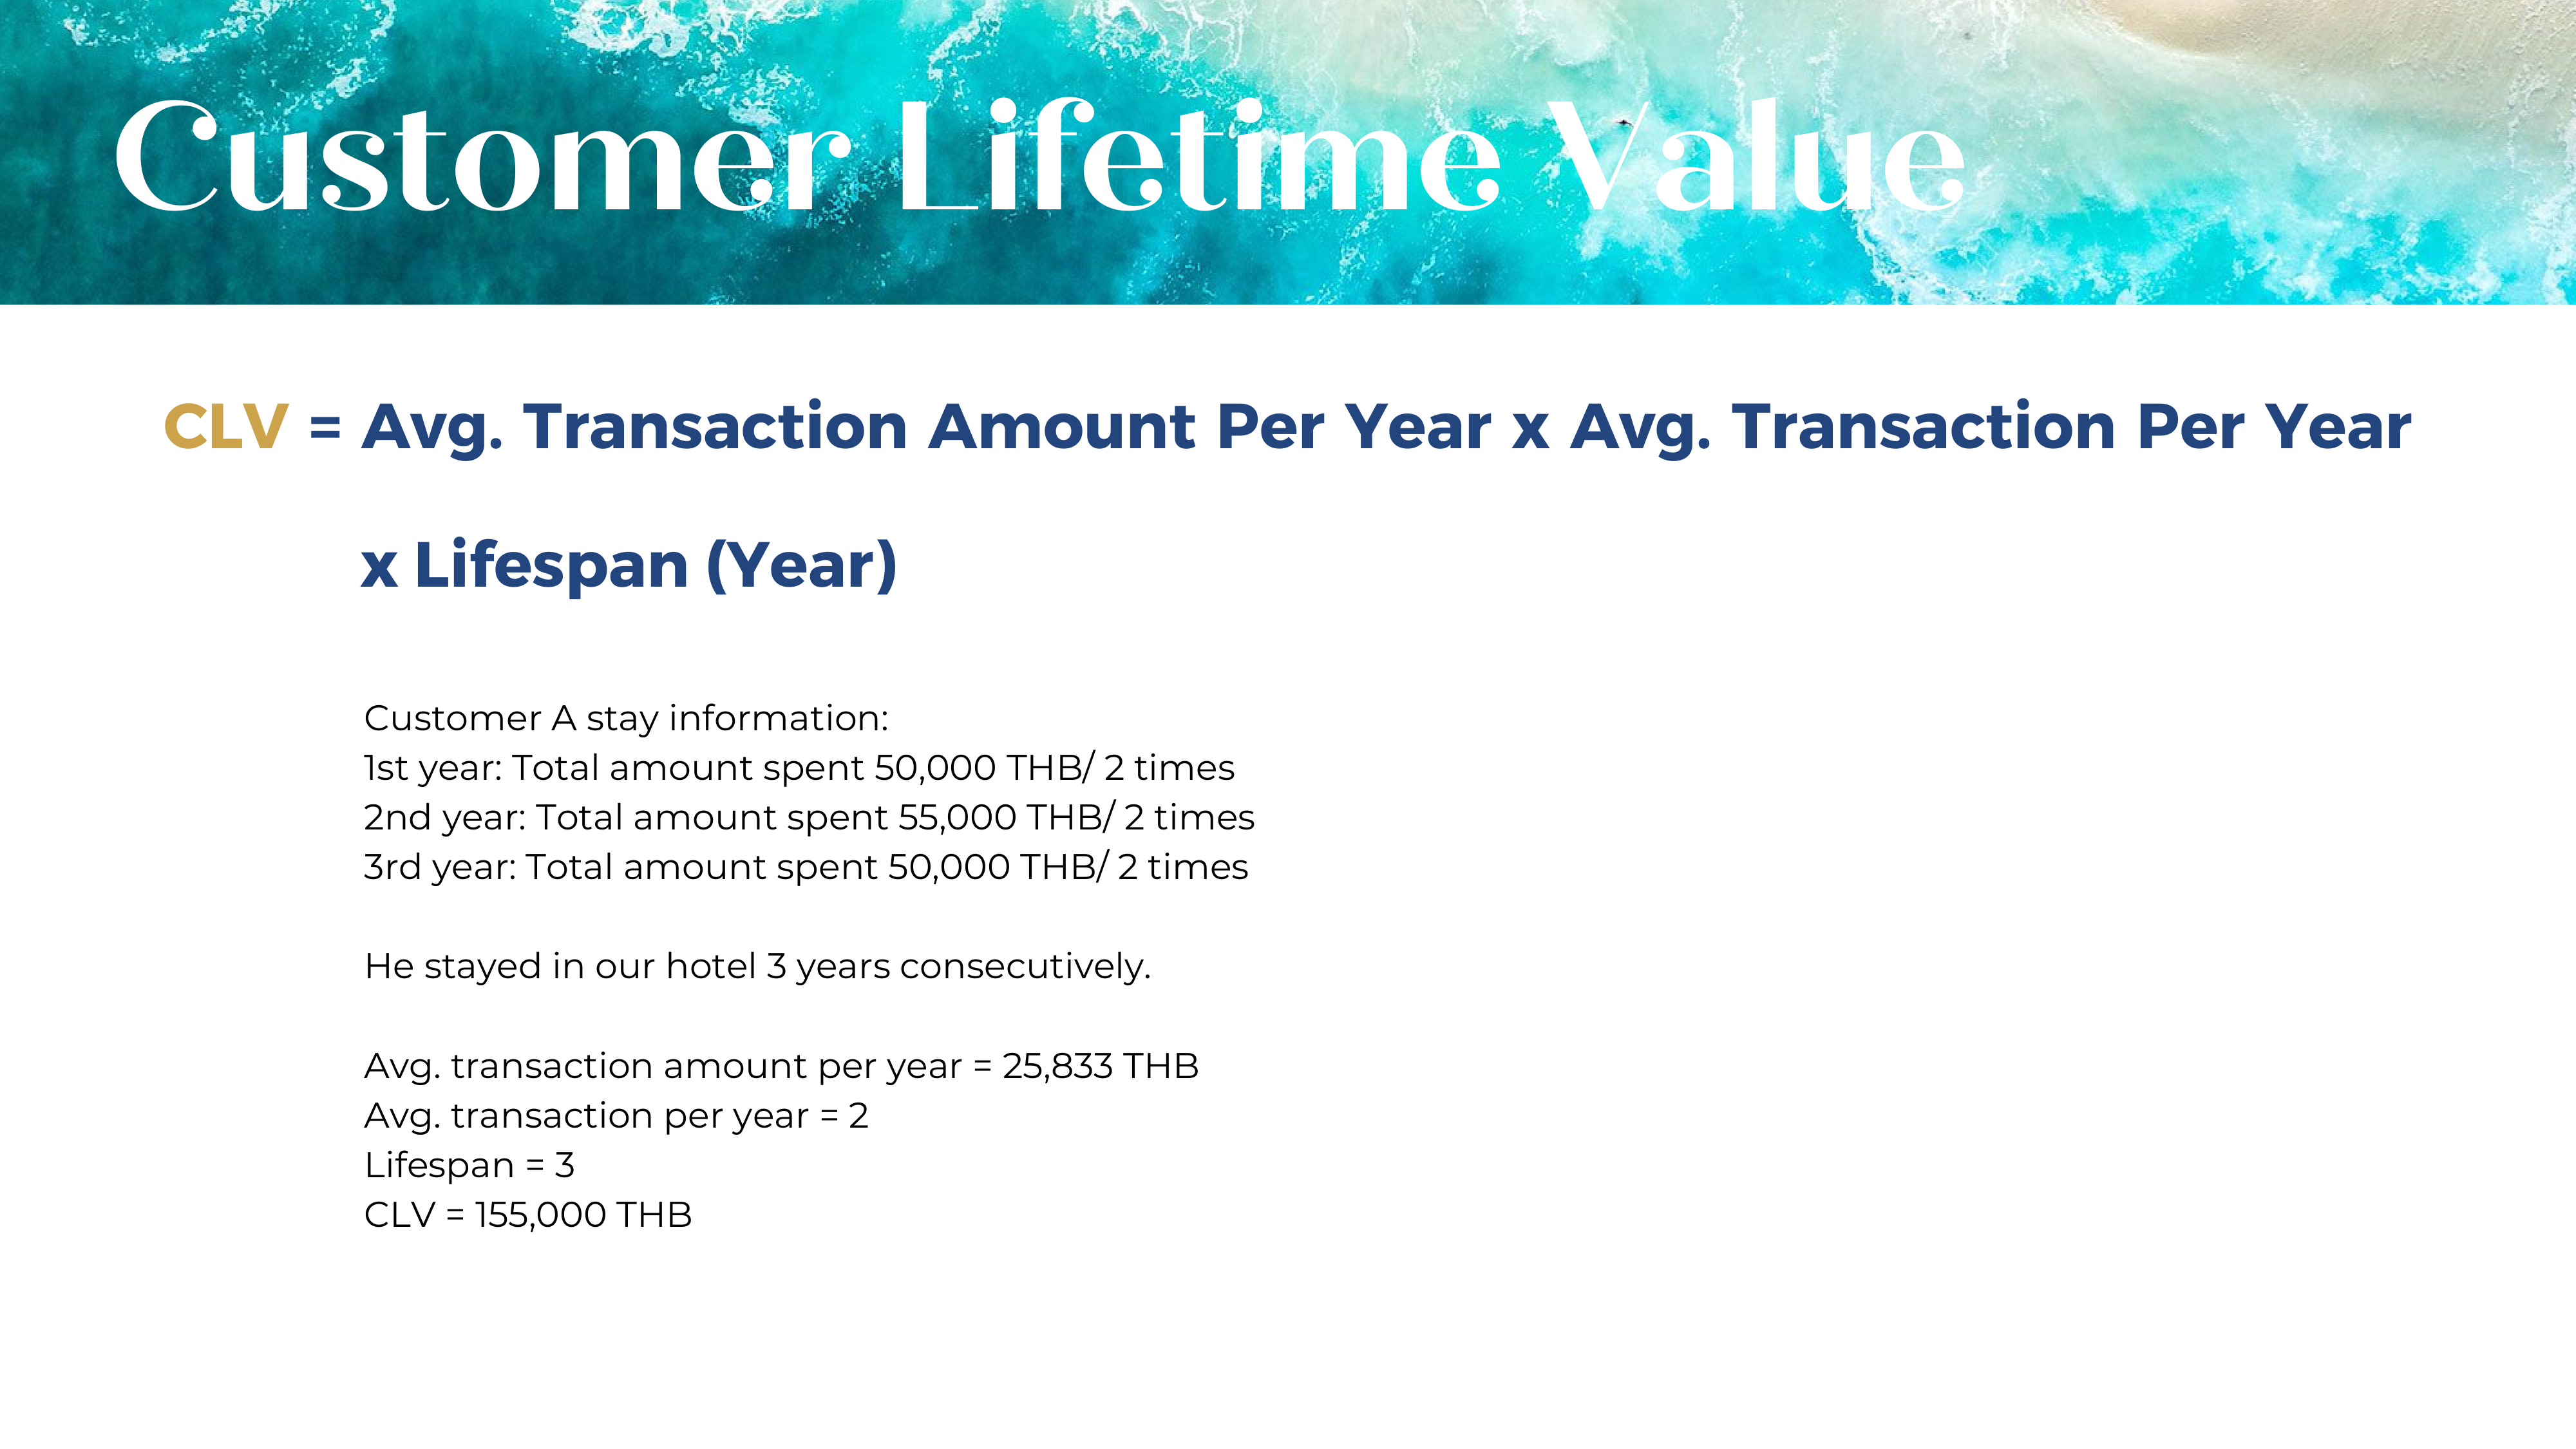 Customer Lifetime Value
CLV = Avg. Transaction Amount Per Year x Avg. Transaction Per Year
x Lifespan (Year)
Customer A stay information:
1st year: Total amount spent 50,000 THB/ 2 times
2nd year: Total amount spent 55,000 THB/ 2 times
3rd year: Total amount spent 50,000 THB/ 2 times
He stayed in our hotel 3 years consecutively.
Avg. transaction amount per year = 25,833 THB
Avg. transaction per year = 2
Lifespan = 3
CLV = 155,000 THB